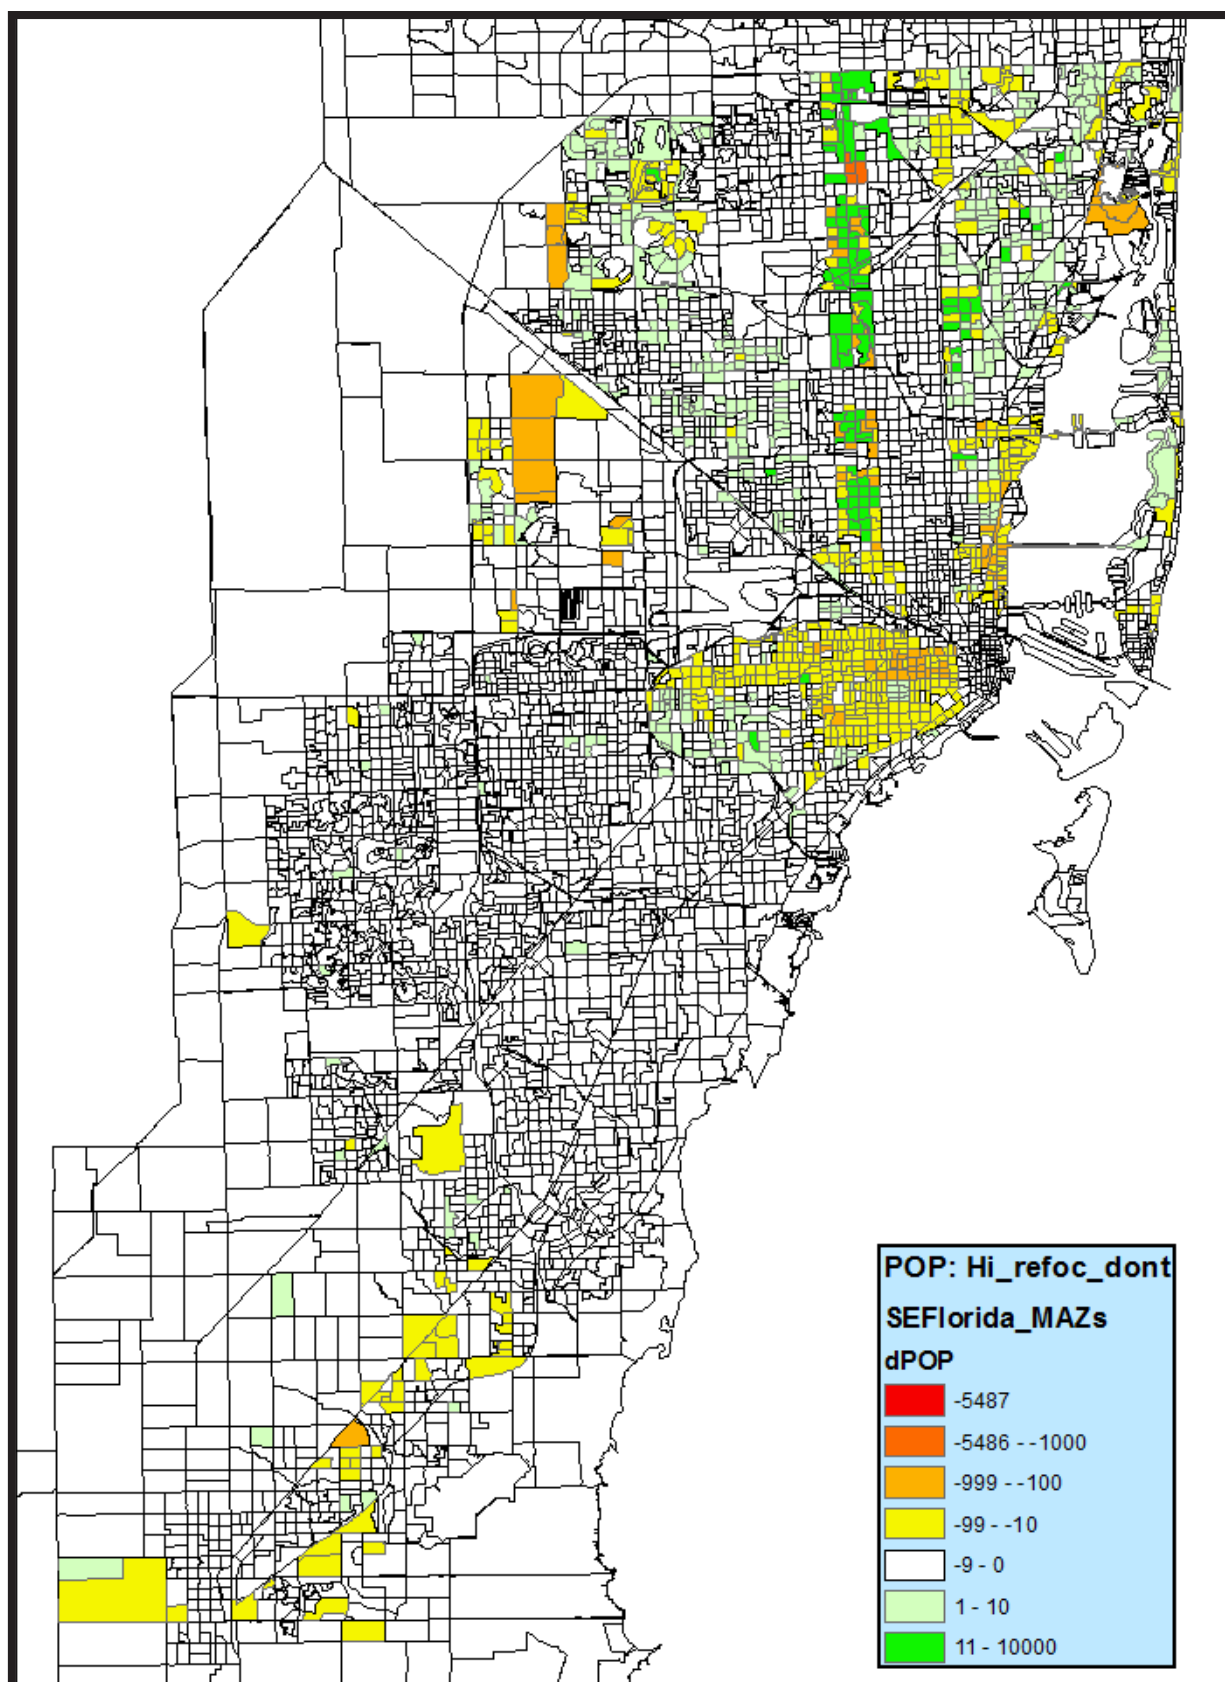 POP: Hi_refoc_dont
SEFlorida_MAZs
dPOP
-5487
-5486 - -1000
-999 - -100
-99 - -10
-9 - 0
1 - 10
11 - 10000